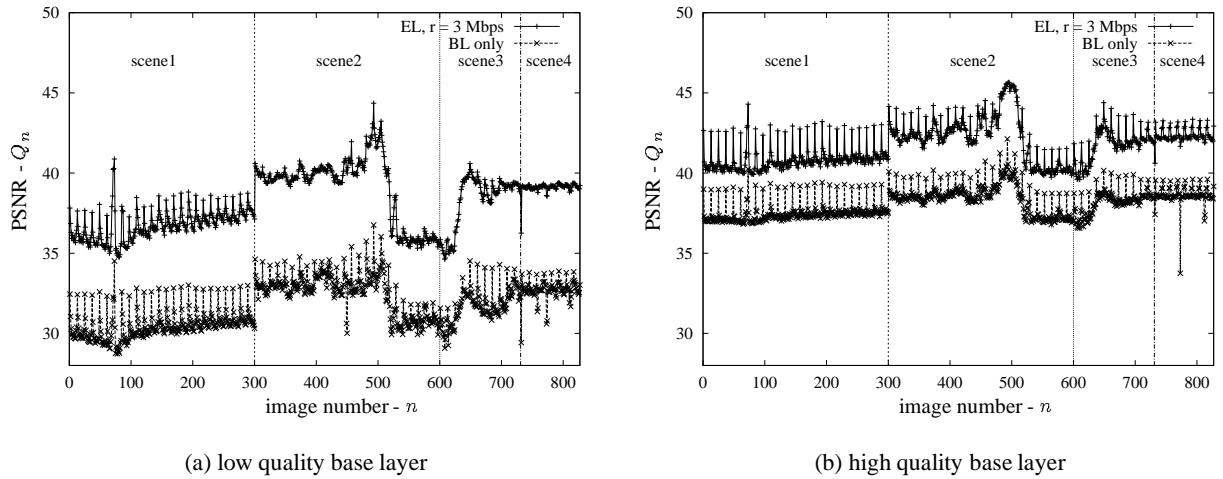 50
45
40
35
30
PSNR - Qn
0 100 200 300 400 500 600 700 800
image number - n
EL, r = 3 Mbps
BL only
scene1 scene2 scene3 scene4
(a) low quality base layer
50
45
40
35
30
PSNR - Qn
0 100 200 300 400 500 600 700 800
image number - n
EL, r = 3 Mbps
BL only
scene1 scene2 scene3 scene4
(b) high quality base layer